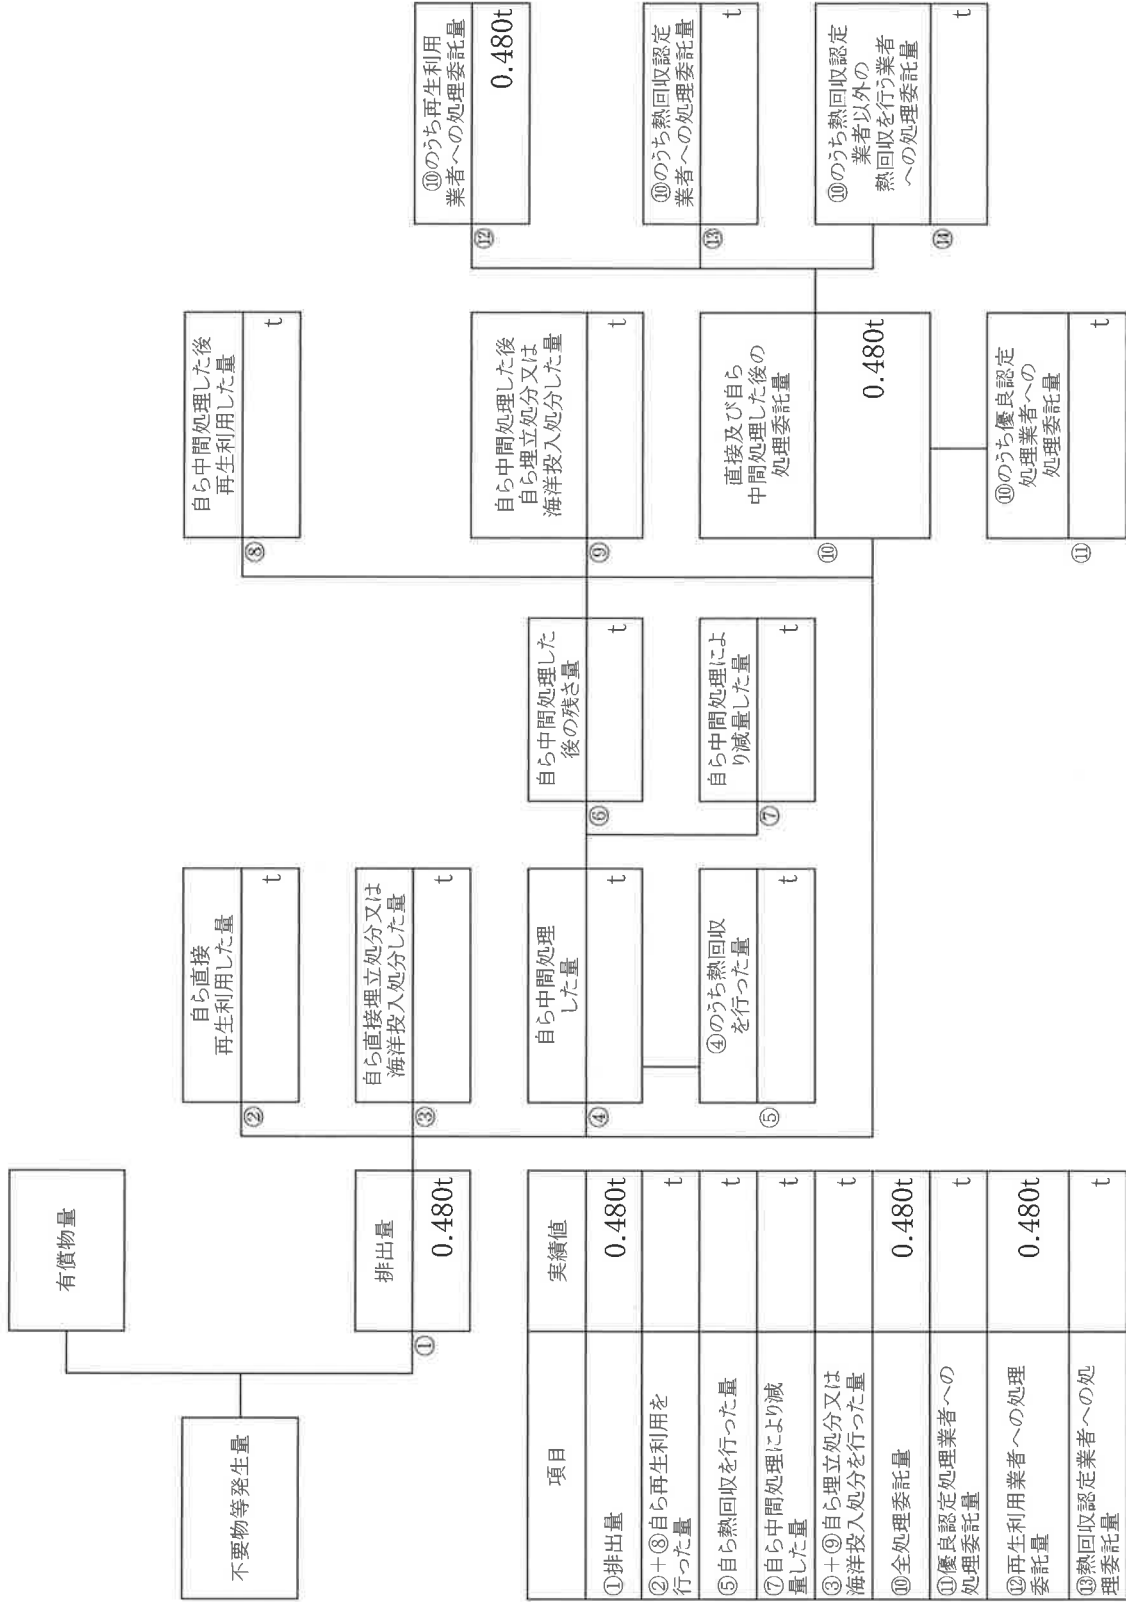 有償物量
不要物等発生量
排出量
①
0.480t
自ら直接
再生利用した量
②
t
自ら直接埋立処分又は
海洋投入処分した量
③
t
自ら中間処理
した量
④
t
④のうち熱回収
を行った量
⑤
t
自ら中間処理した
後の残さ量
⑥
t
自ら中間処理によ
り減量した量
⑦
t
自ら中間処理した後
再生利用した量
⑧
t
自ら中間処理した後
自ら埋立処分又は
海洋投入処分した量
⑨
t
直接及び自ら
中間処理した後の
処理委託量
⑩
0.480t
⑩のうち優良認定
処理業者への
処理委託量
⑪
t
⑩のうち再生利用
業者への処理委託量
⑫
0.480t
⑩のうち熱回収認定
業者への処理委託量
⑬
t
⑩のうち熱回収認定
業者以外の
熱回収を行う業者
への処理委託量
⑭
t
項目
実績値
①排出量
0.480t
②+⑧自ら再生利用を
行った量
t
⑤自ら熱回収を行った量
t
⑦自ら中間処理により減
量した量
t
③+⑨自ら埋立処分又は
海洋投入処分を行った量
t
⑩全処理委託量
0.480t
⑪優良認定処理業者への
処理委託量
t
⑫再生利用業者への処理
委託量
0.480t
⑬熱回収認定業者への処
理委託量
t